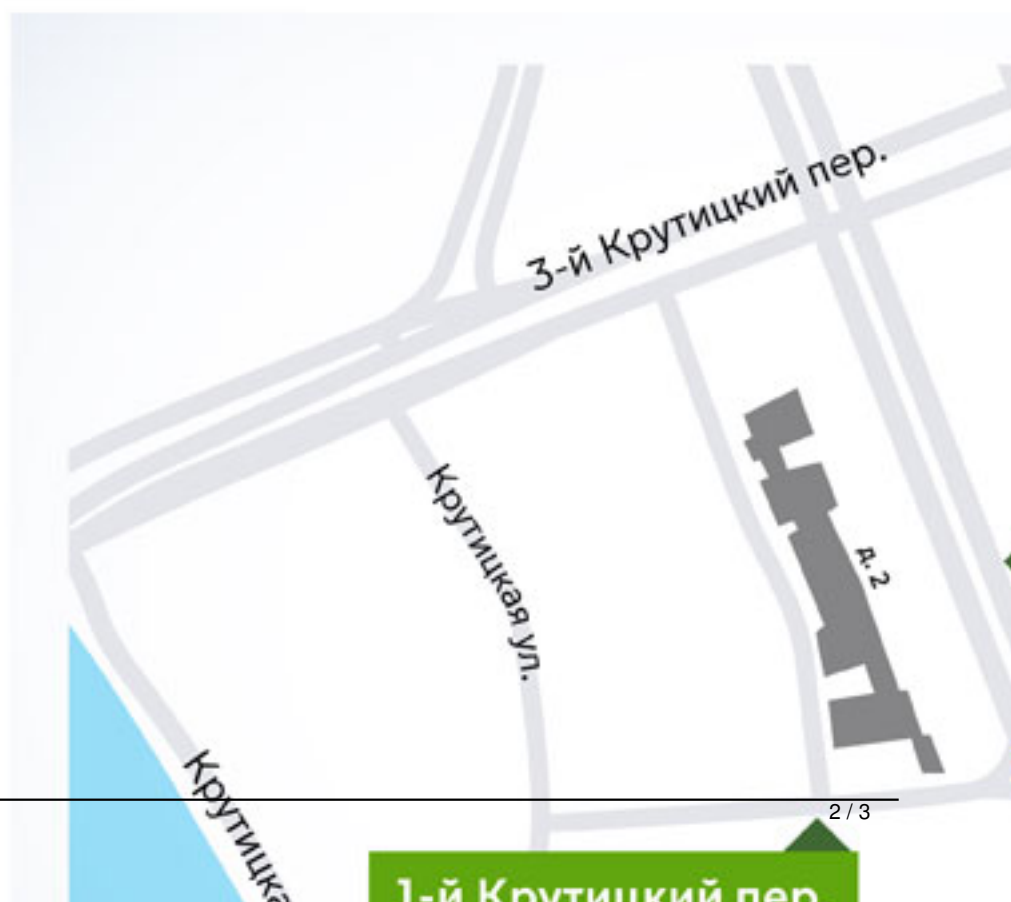 3-й Крутицкий пер.
Крутицкая ул.
д. 2
2 / 3
1-й Крутицкий пер.